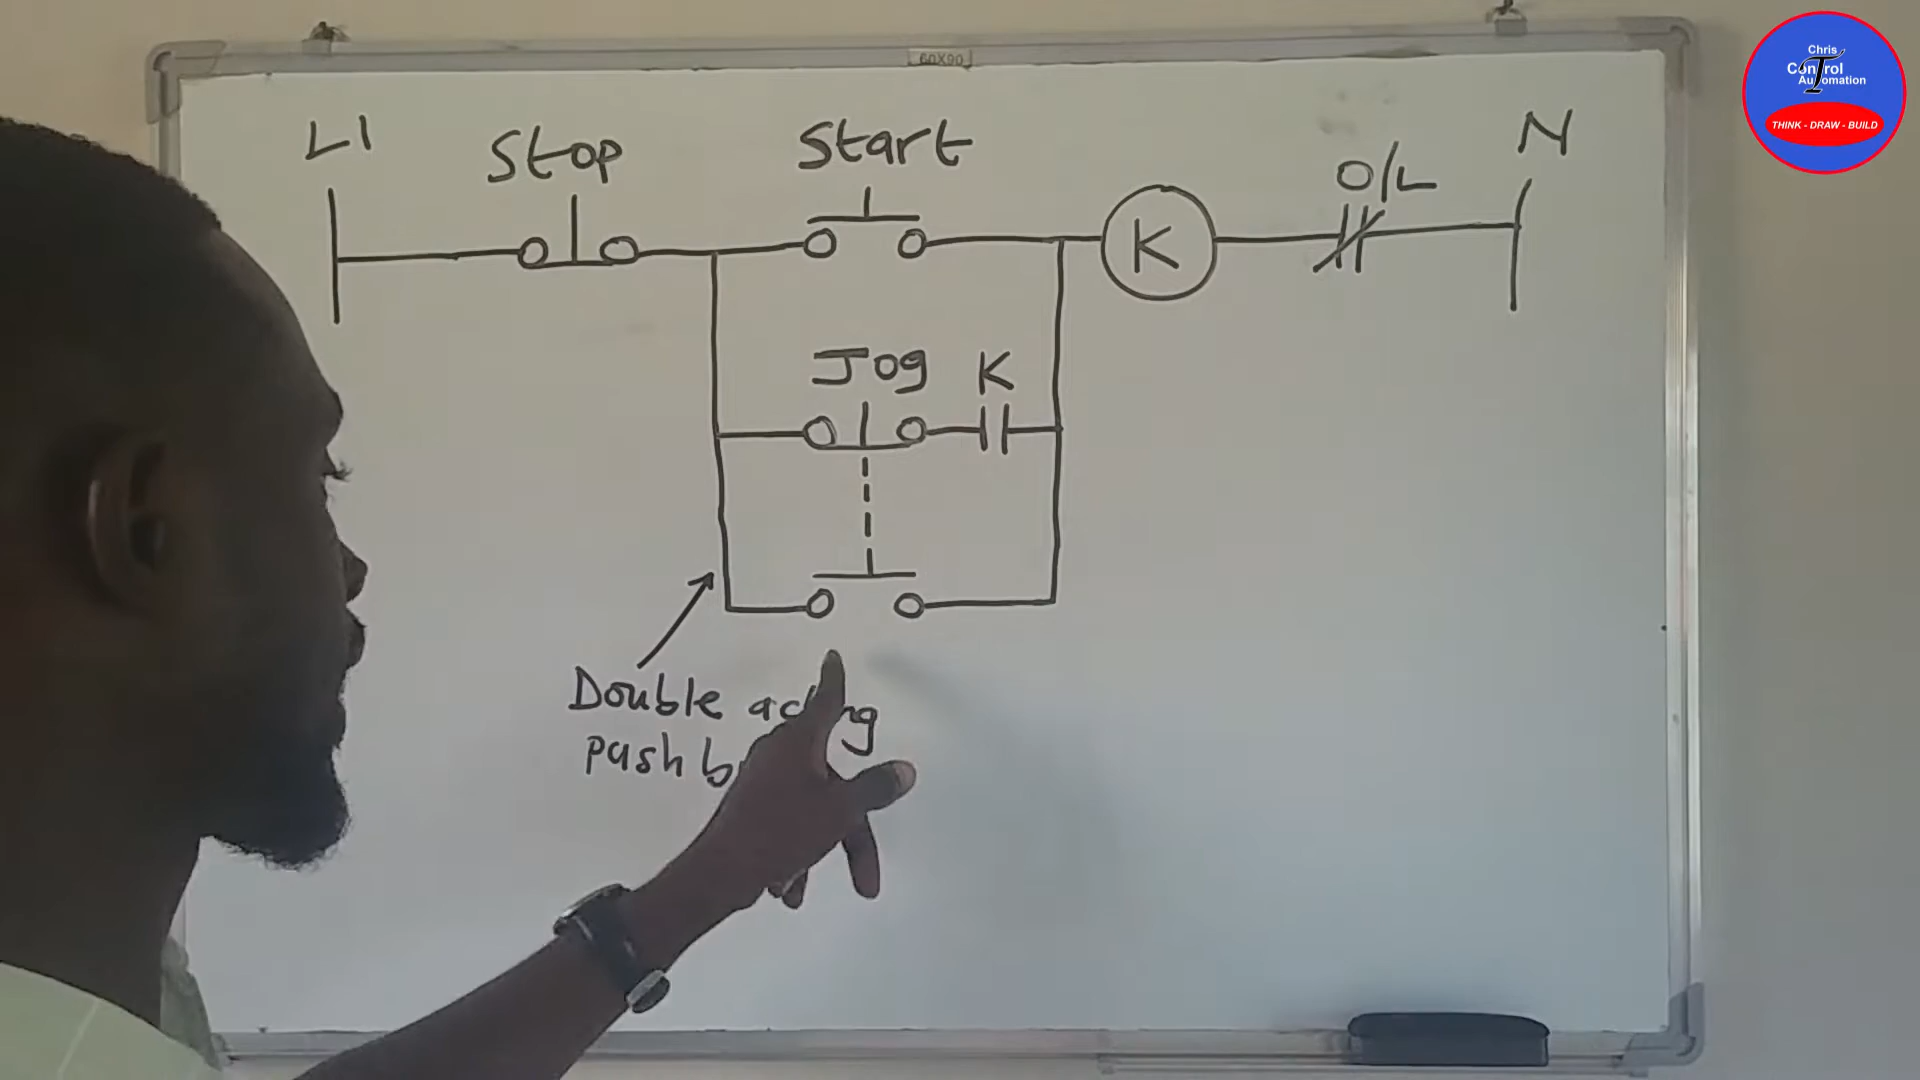 60X90
Chris
Control
Automation
THINK - DRAW - BUILD
L1
Stop
Start
O/L
N
K
Jog
K
Double
push